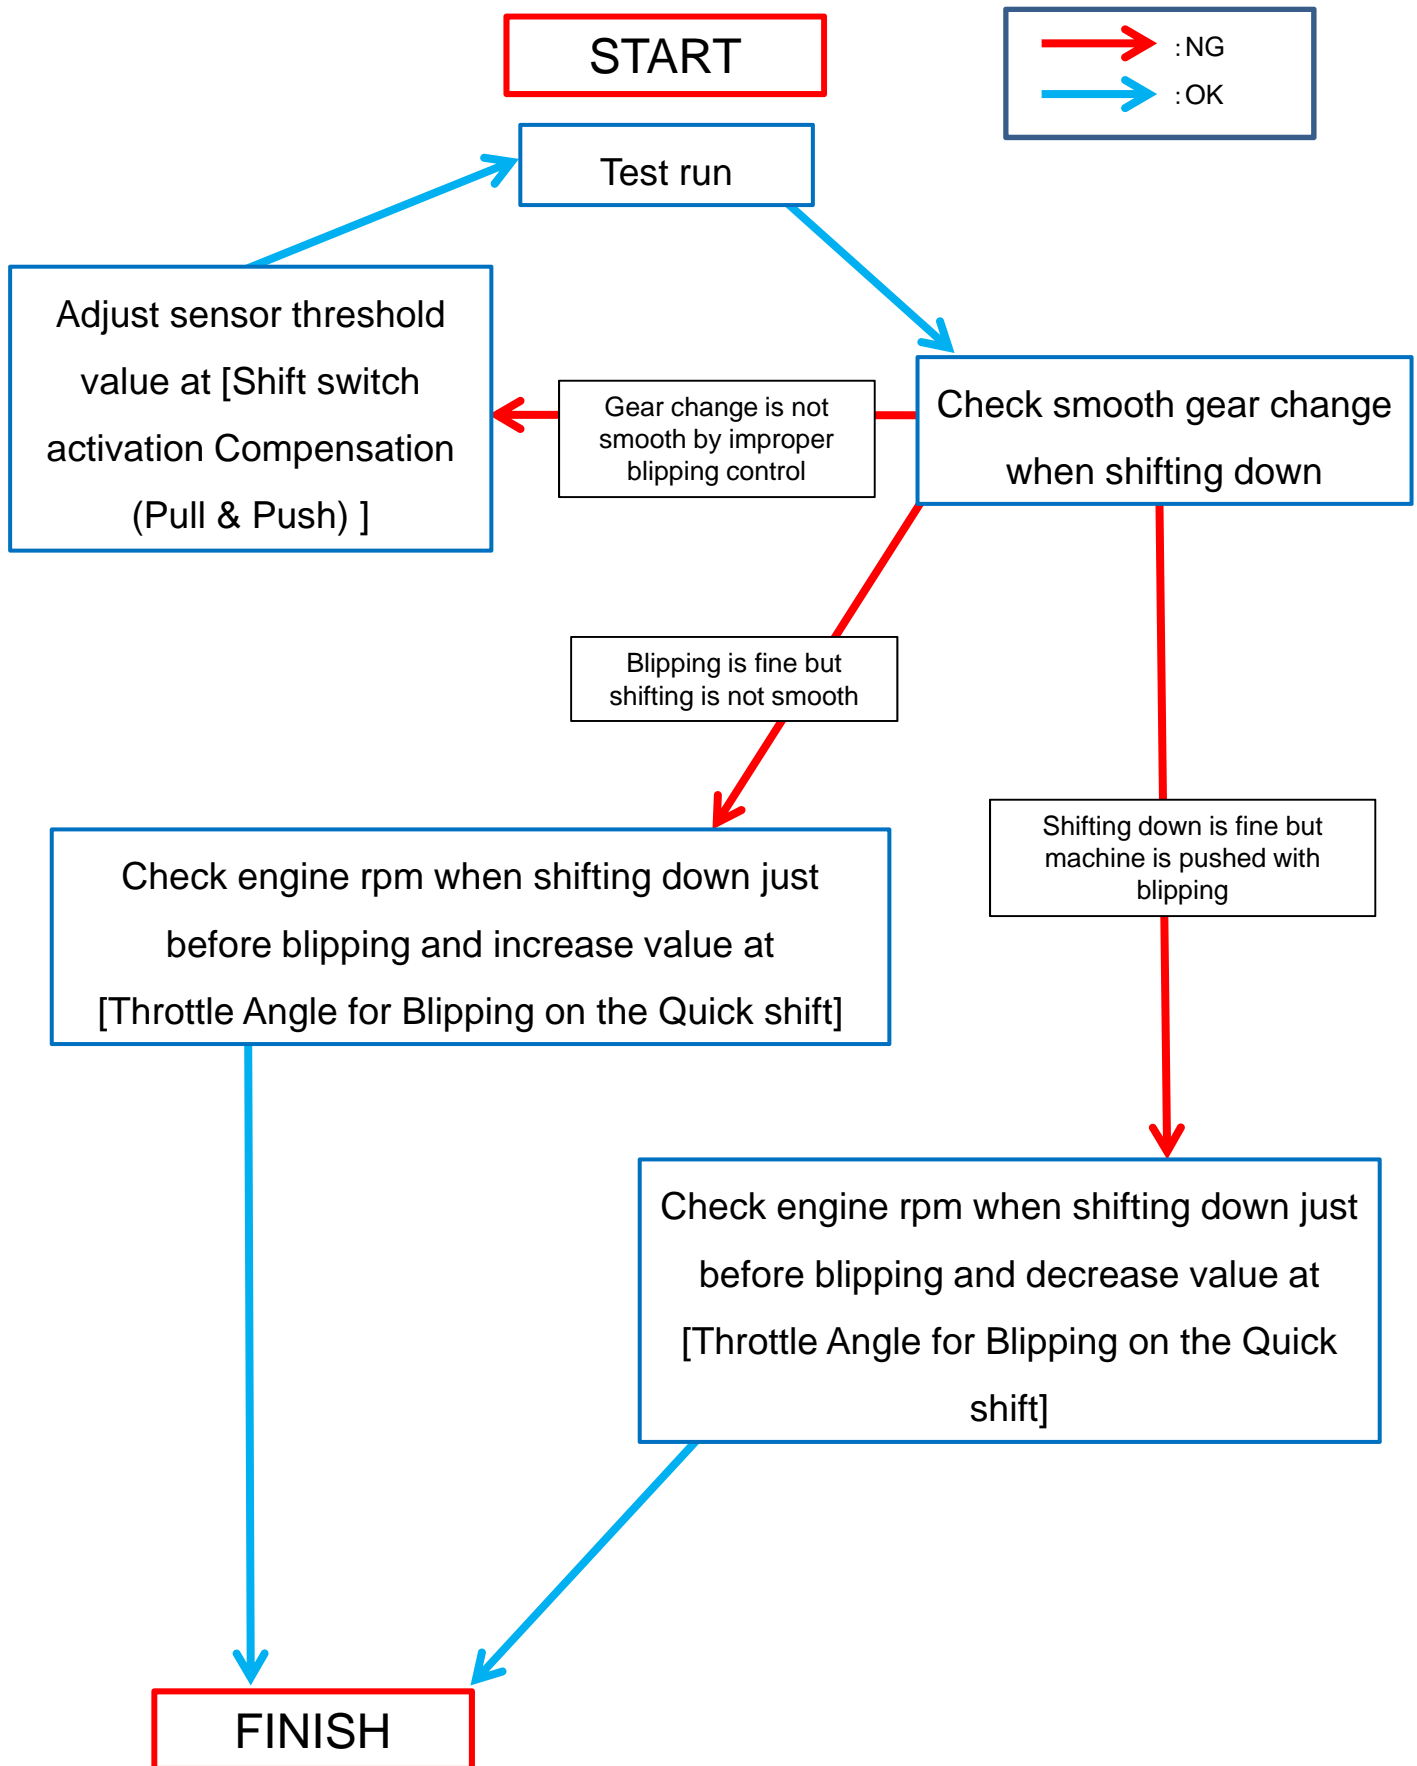 START
:NG
:OK
Test run
Adjust sensor threshold
value at [Shift switch
activation Compensation
(Pull & Push) ]
Gear change is not
smooth by improper
blipping control
Check smooth gear change
when shifting down
Blipping is fine but
shifting is not smooth
Shifting down is fine but
machine is pushed with
blipping
Check engine rpm when shifting down just
before blipping and increase value at
[Throttle Angle for Blipping on the Quick shift]
Check engine rpm when shifting down just
before blipping and decrease value at
[Throttle Angle for Blipping on the Quick
shift]
FINISH